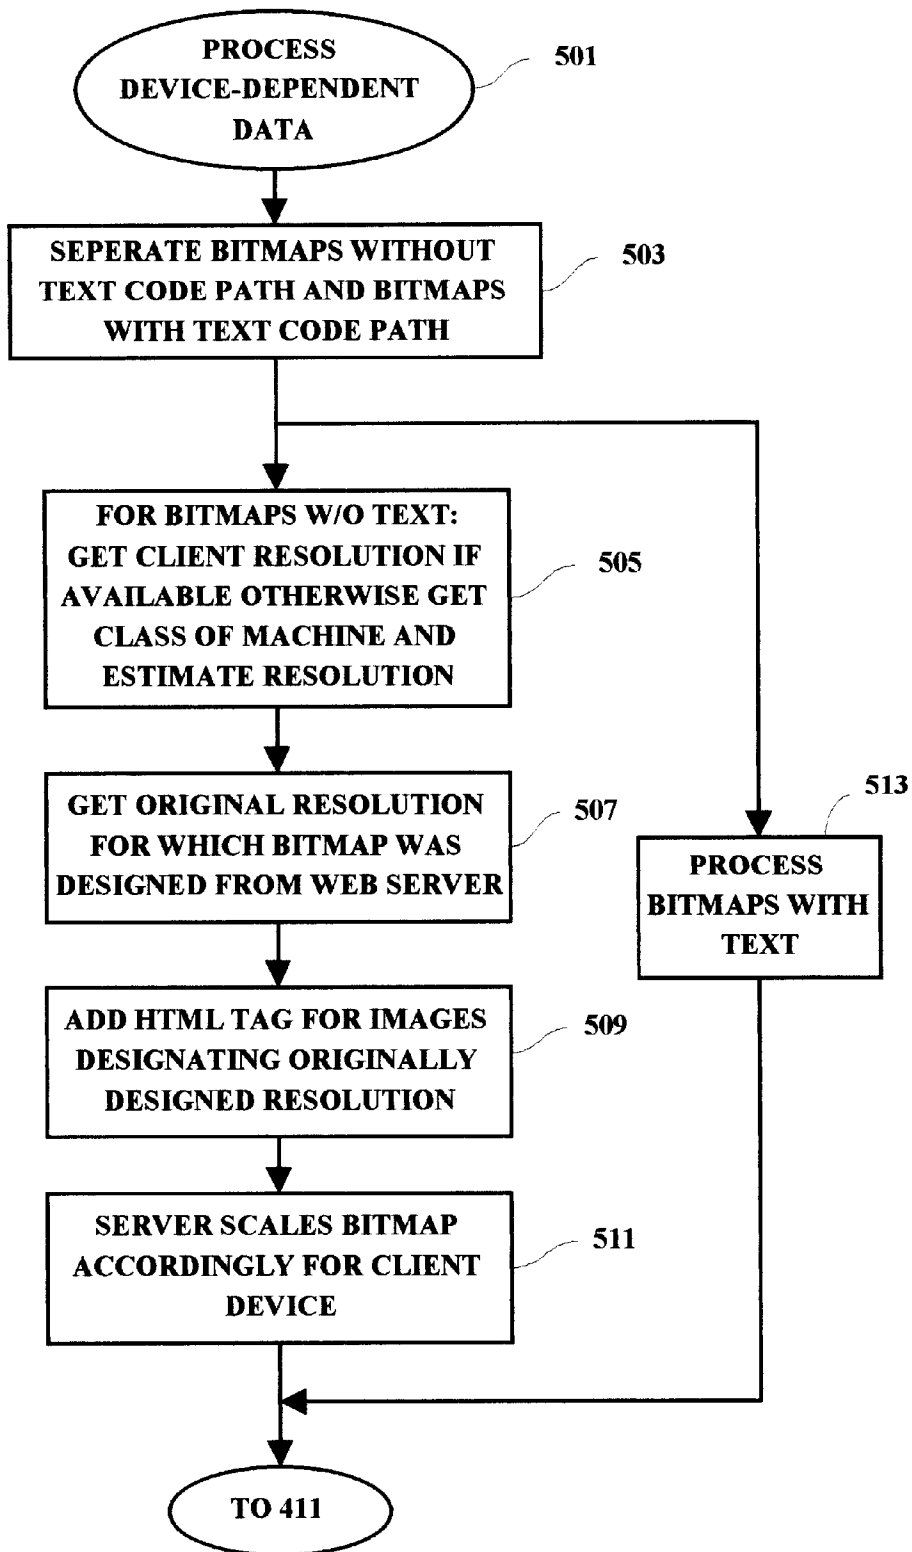 PROCESS
DEVICE-DEPENDENT
DATA
501
SEPERATE BITMAPS WITHOUT
TEXT CODE PATH AND BITMAPS
WITH TEXT CODE PATH
503
FOR BITMAPS W/O TEXT:
GET CLIENT RESOLUTION IF
AVAILABLE OTHERWISE GET
CLASS OF MACHINE AND
ESTIMATE RESOLUTION
505
GET ORIGINAL RESOLUTION
FOR WHICH BITMAP WAS
DESIGNED FROM WEB SERVER
507
513
PROCESS
BITMAPS WITH
TEXT
ADD HTML TAG FOR IMAGES
DESIGNATING ORIGINALLY
DESIGNED RESOLUTION
509
SERVER SCALES BITMAP
ACCORDINGLY FOR CLIENT
DEVICE
511
TO 411